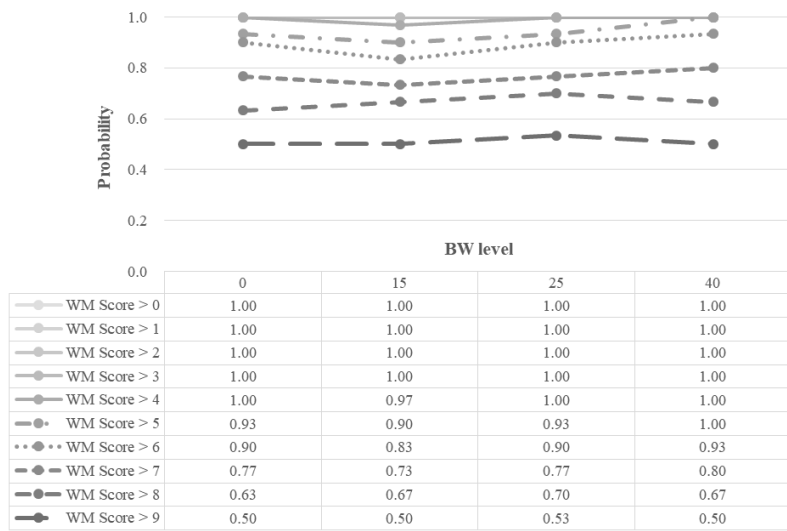 1.0
0.8
0.6
0.4
0.2
0.0
Probability
BW level
0 15 25 40
WM Score > 0 1.00 1.00 1.00 1.00
WM Score > 1 1.00 1.00 1.00 1.00
WM Score > 2 1.00 1.00 1.00 1.00
WM Score > 3 1.00 1.00 1.00 1.00
WM Score > 4 1.00 0.97 1.00 1.00
WM Score > 5 0.93 0.90 0.93 1.00
WM Score > 6 0.90 0.83 0.90 0.93
WM Score > 7 0.77 0.73 0.77 0.80
WM Score > 8 0.63 0.67 0.70 0.67
WM Score > 9 0.50 0.50 0.53 0.50